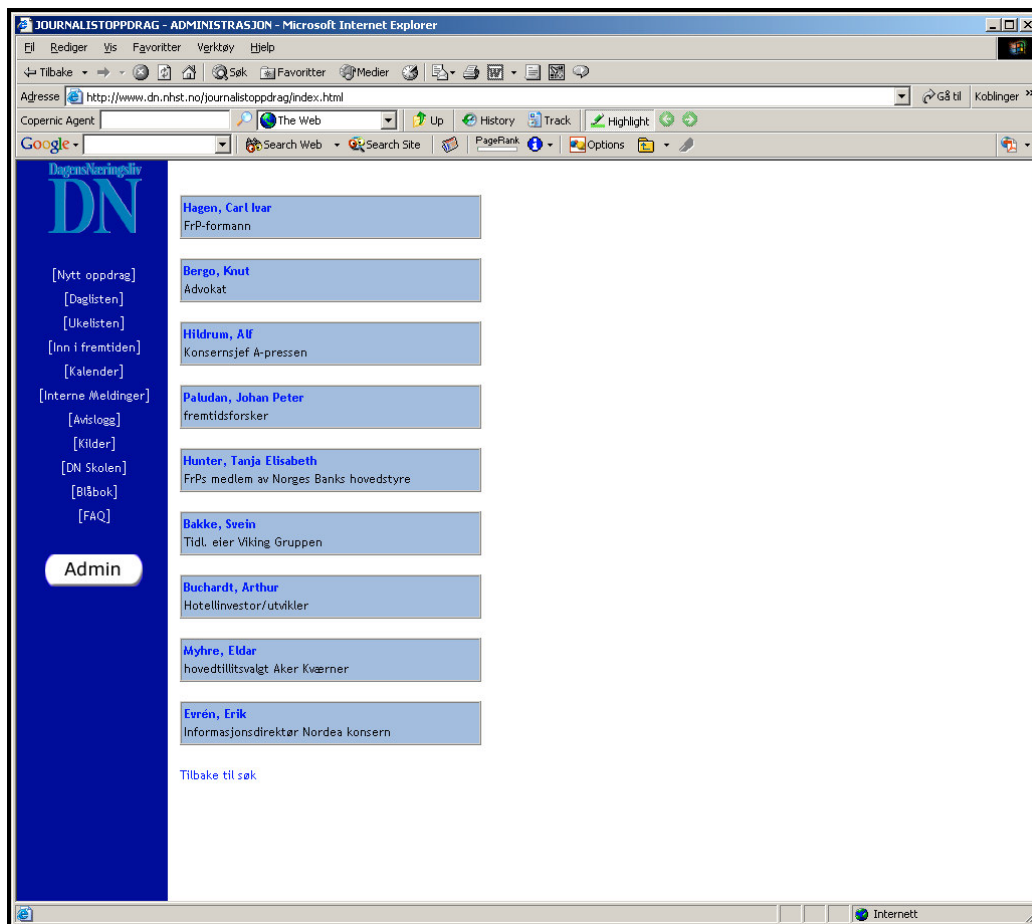 JOURNALISTOPPDRAG - ADMINISTRASJON - Microsoft Internet Explorer
Fil Rediger Vis Favoritter Verktøy Hjelp
Tilbake Søk Favoritter Medier
Adresse http://www.dn.nhst.no/journalistoppdrag/index.html Gå til Koblinger »
Copernic Agent The Web Up History Track Highlight
Google Search Web Search Site PageRank Options
DagensNæringsliv
DN
[Nytt oppdrag]
[Daglisten]
[Ukelisten]
[Inn i fremtiden]
[Kalender]
[Interne Meldinger]
[Avislogg]
[Kilder]
[DN Skolen]
[Blåbok]
[FAQ]
Admin
Hagen, Carl Ivar
FrP-formann
Bergo, Knut
Advokat
Hildrum, Alf
Konsernsjef A-pressen
Paludan, Johan Peter
fremtidsforsker
Hunter, Tanja Elisabeth
FrPs medlem av Norges Banks hovedstyre
Bakke, Svein
Tidl. eier Viking Gruppen
Buchardt, Arthur
Hotellinvestor/utvikler
Myhre, Eldar
hovedtillitsvalgt Aker Kværner
Evrén, Erik
Informasjonsdirektør Nordea konsern
Tilbake til søk
Internett